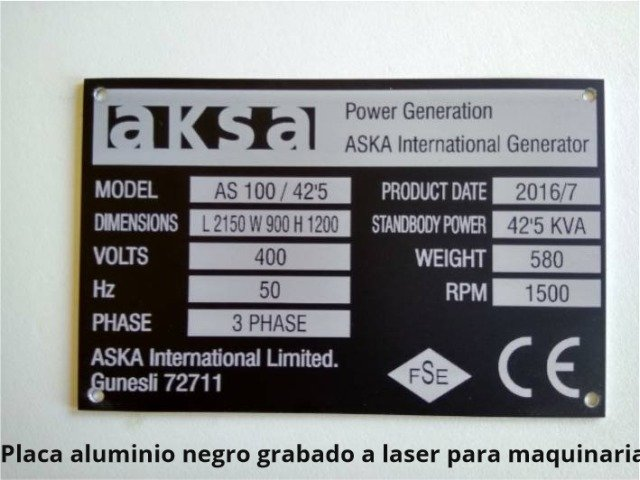 aksa
Power Generation
ASKA International Generator
MODEL AS 100 / 42'5 PRODUCT DATE 2016/7
DIMENSIONS L 2150 W 900 H 1200 STANDBODY POWER 42'5 KVA
VOLTS 400 WEIGHT 580
Hz 50 RPM 1500
PHASE 3 PHASE
ASKA International Limited.
Gunesli 72711
FSE
CE
Placa aluminio negro grabado a laser para maquinaria